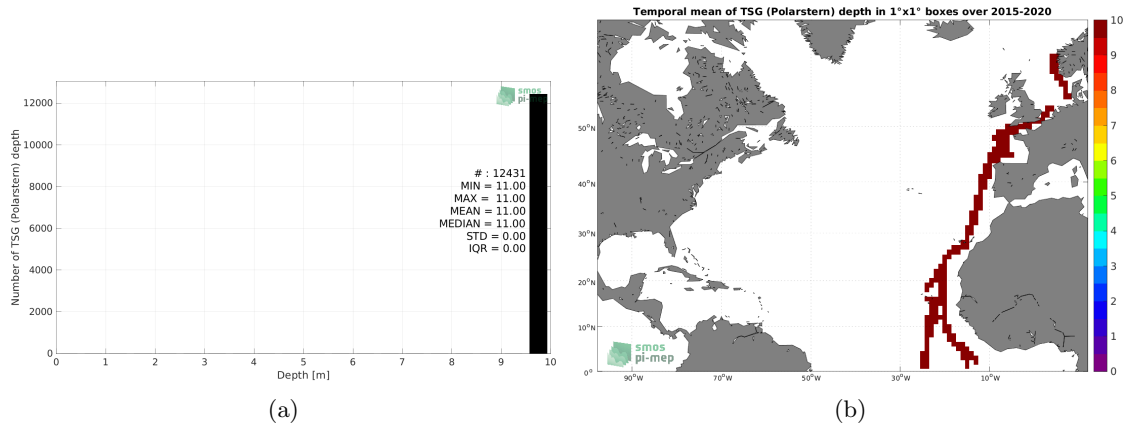 smos
pi-mep
12000
10000
8000
6000
4000
2000
0
Number of TSG (Polarstern) depth
# : 12431
MIN = 11.00
MAX = 11.00
MEAN = 11.00
MEDIAN = 11.00
STD = 0.00
IQR = 0.00
0 1 2 3 4 5 6 7 8 9 10
Depth [m]
(a)
Temporal mean of TSG (Polarstern) depth in 1°x1° boxes over 2015-2020
50°N
40°N
30°N
20°N
10°N
0°
90°W 70°W 50°W 30°W 10°W
smos
pi-mep
10
9
8
7
6
5
4
3
2
1
0
(b)